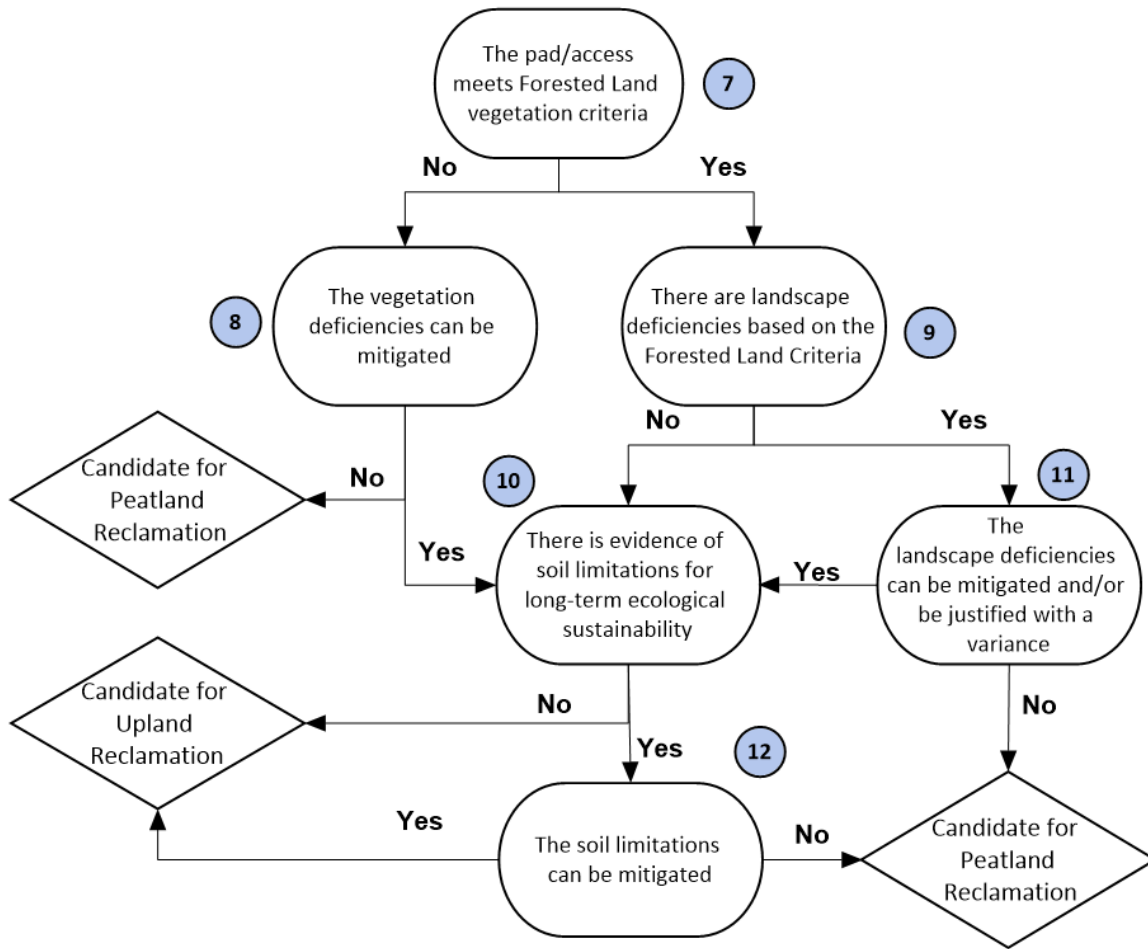 The pad/access
meets Forested Land
vegetation criteria
7
No
Yes
The vegetation
deficiencies can be
mitigated
8
There are landscape
deficiencies based on the
Forested Land Criteria
9
No
Yes
Candidate for
Peatland
Reclamation
No
Yes
10
There is evidence of
soil limitations for
long-term ecological
sustainability
Yes
11
The
landscape deficiencies
can be mitigated and/or
be justified with a
variance
Candidate for
Upland
Reclamation
No
Yes
No
12
Yes
The soil limitations
can be mitigated
No
Candidate for
Peatland
Reclamation